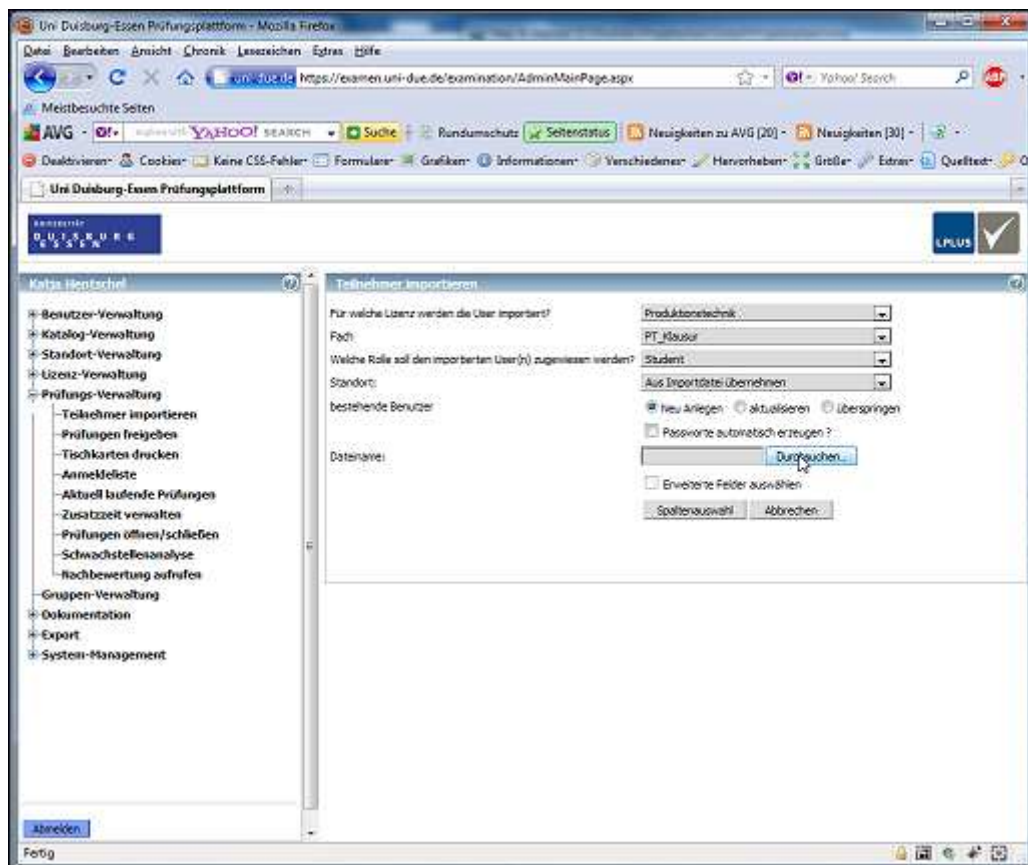 Uni Duisburg-Essen Prüfungsplattform - Mozilla Firefox
Datei Bearbeiten Ansicht Chronik Lesezeichen Extras Hilfe
uni-due.de https://examen.uni-due.de/examination/AdminMainPage.aspx
Yahoo! Search
ABP
Meistbesuchte Seiten
AVG
YAHOO! SEARCH
Suche
Rundumschutz
Seitenstatus
Neuigkeiten zu AVG (20)
Neuigkeiten (30)
Deaktivieren Cookies Keine CSS-Fehler Formulare Grafiken Informationen Verschiedenes Hervorheben Größe Extras Quelltext
Uni Duisburg-Essen Prüfungsplattform
UNIVERSITÄT
DUISBURG
ESSEN
LPLUS
Katja Hentschel
Benutzer-Verwaltung
Katalog-Verwaltung
Standort-Verwaltung
Lizenz-Verwaltung
Prüfungs-Verwaltung
Teilnehmer importieren
Prüfungen freigeben
Tischkarten drucken
Anmeldeliste
Aktuell laufende Prüfungen
Zusatzzeit verwalten
Prüfungen öffnen/schließen
Schwachstellenanalyse
Nachbewertung aufrufen
Gruppen-Verwaltung
Dokumentation
Export
System-Management
Abmelden
Teilnehmer importieren
Für welche Lizenz werden die User importiert? Produktionstechnik
Fach PT_Klausur
Welche Rolle soll den importierten User(n) zugewiesen werden? Student
Standort: Aus Importdatei übernehmen
bestehende Benutzer Neu Anlegen aktualisieren überspringen
Passworte automatisch erzeugen ?
Dateiname: Durchsuchen...
Erweiterte Felder auswählen
Spaltenauswahl Abbrechen
Fertig